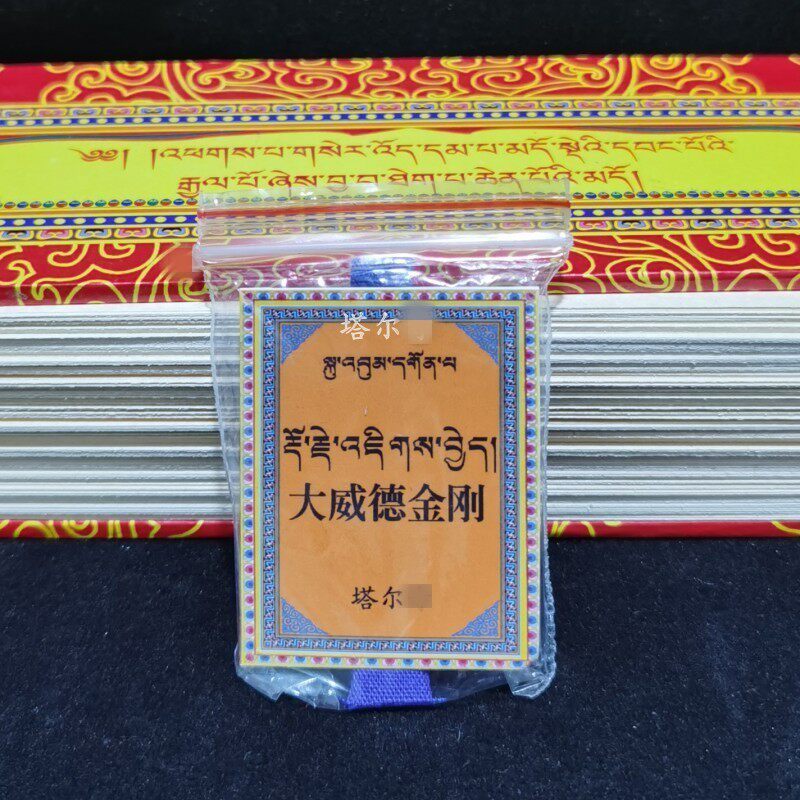 ༄༅། །འཕགས་པ་གསེར་འོད་དམ་པ་མདོ་སྡེའི་དབང་པོའི་
རྒྱལ་པོ་ཞེས་བྱ་བ་ཐེག་པ་ཆེན་པོའི་མདོ།
塔尔
སྐུ་འབུམ་དགོན་པ
རྡོ་རྗེ་འཇིགས་བྱེད།
大威德金刚
塔尔